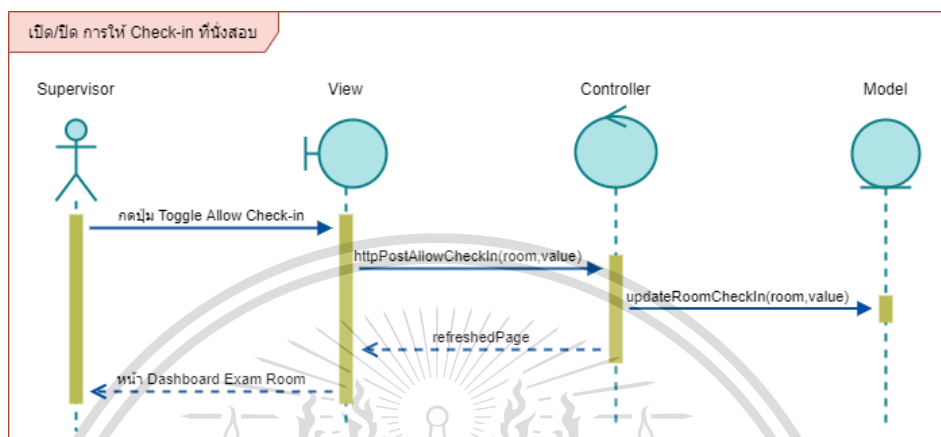 เปิด/ปิด การให้ Check-in ที่นั่งสอบ
Supervisor
View
Controller
Model
กดปุ่ม Toggle Allow Check-in
httpPostAllowCheckIn(room,value)
updateRoomCheckIn(room,value)
refreshedPage
หน้า Dashboard Exam Room